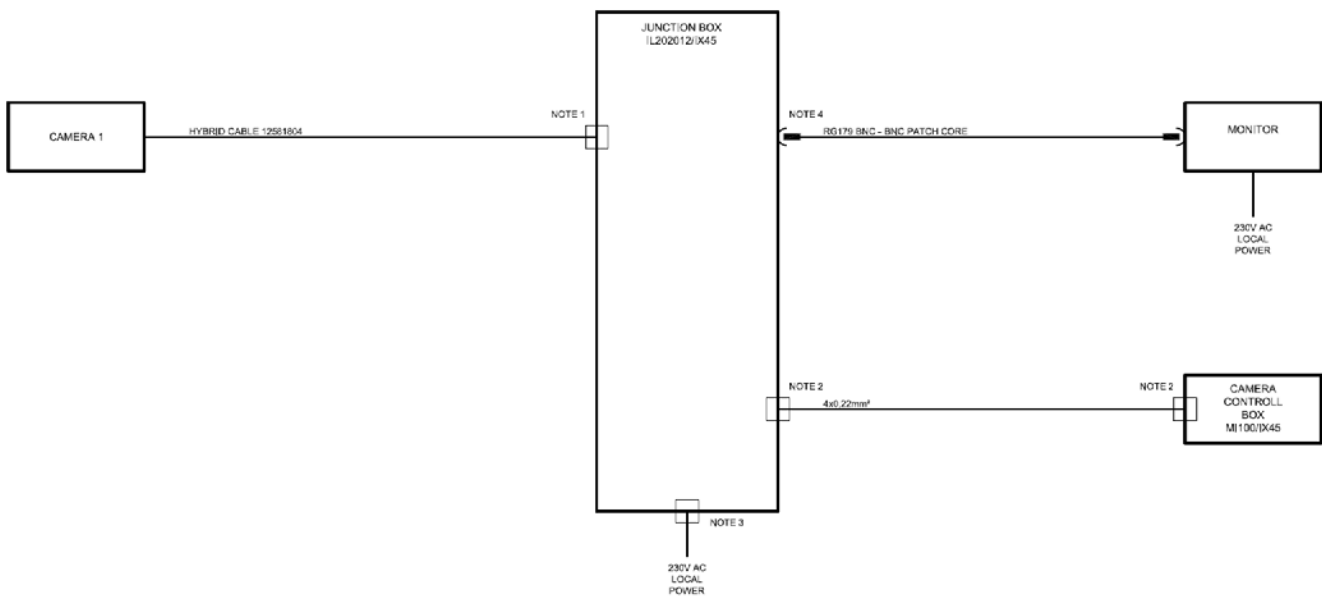 JUNCTION BOX
IL202012/IX45
NOTE 1
NOTE 4
CAMERA 1
HYBRID CABLE 12581804
RG179 BNC - BNC PATCH CORE
MONITOR
230V AC
LOCAL
POWER
NOTE 2
NOTE 2
4x0,22mm²
CAMERA
CONTROLL
BOX
MI100/IX45
NOTE 3
230V AC
LOCAL
POWER